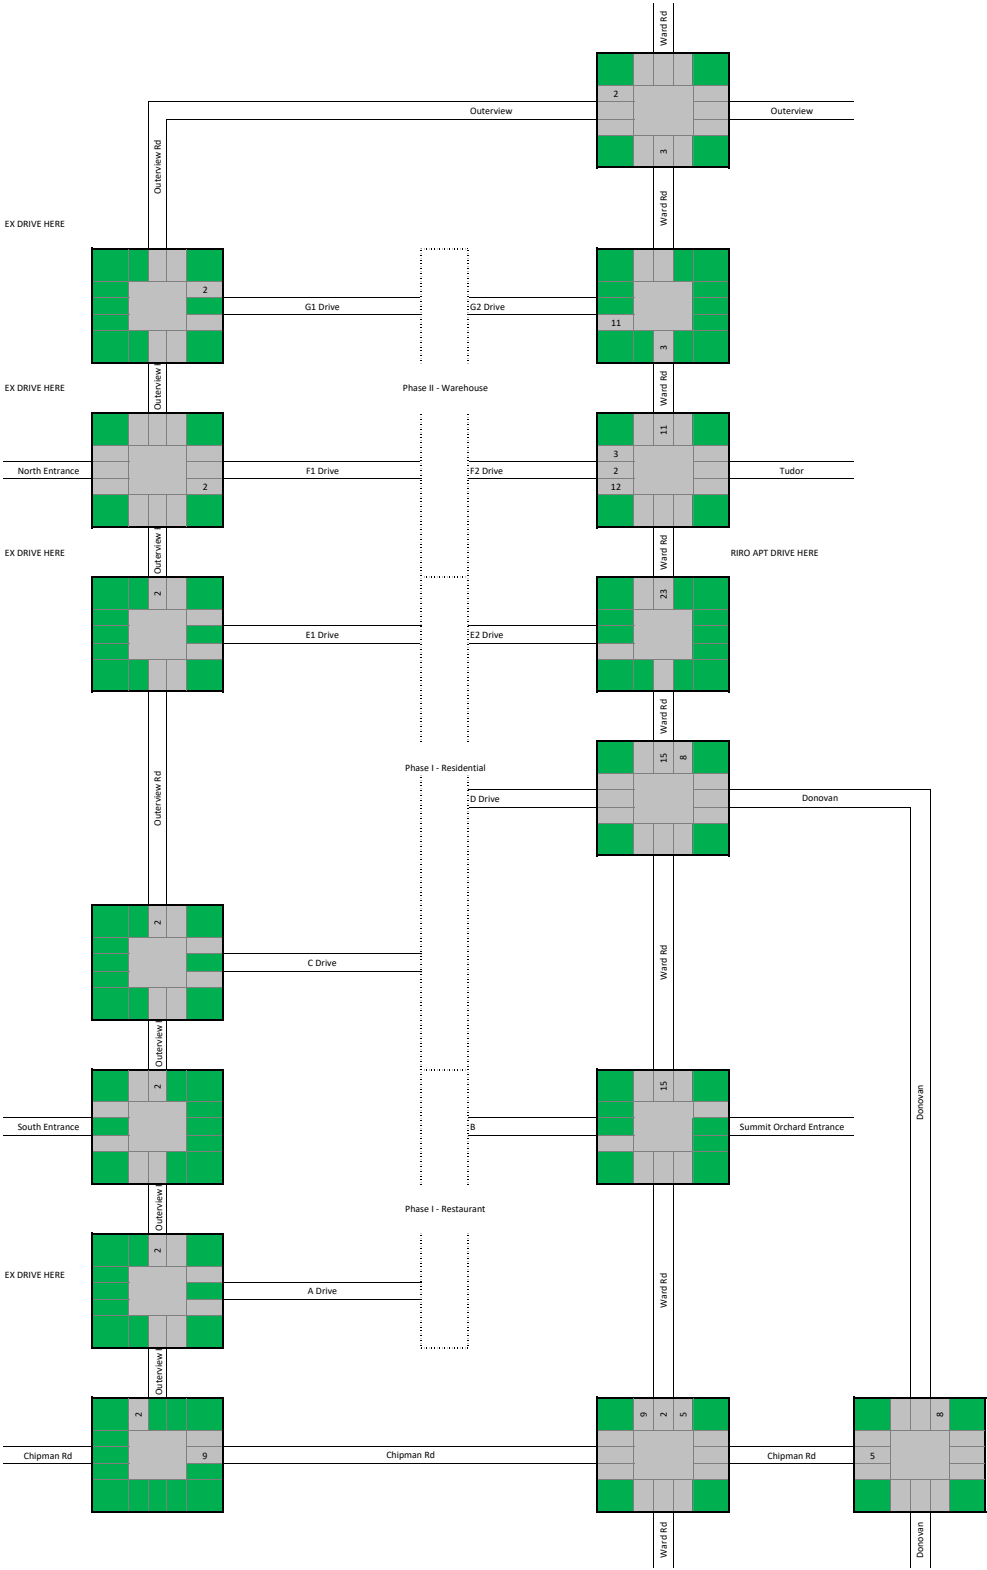 Ward Rd
2
Outerview
Outerview
3
Outerview Rd
Ward Rd
EX DRIVE HERE
2
G1 Drive
G2 Drive
11
3
Outerview
Ward Rd
EX DRIVE HERE
Phase II - Warehouse
11
3
North Entrance
F1 Drive
F2 Drive
2
Tudor
2
12
Outerview
Ward Rd
EX DRIVE HERE
RIRO APT DRIVE HERE
2
23
E1 Drive
E2 Drive
Ward Rd
Phase I - Residential
15
8
Outerview Rd
D Drive
Donovan
2
C Drive
Ward Rd
Outerview
2
15
South Entrance
B
Summit Orchard Entrance
Donovan
Outerview
Phase I - Restaurant
2
EX DRIVE HERE
A Drive
Ward Rd
Outerview
2
9
2
5
8
Chipman Rd
9
Chipman Rd
Chipman Rd
5
Ward Rd
Donovan